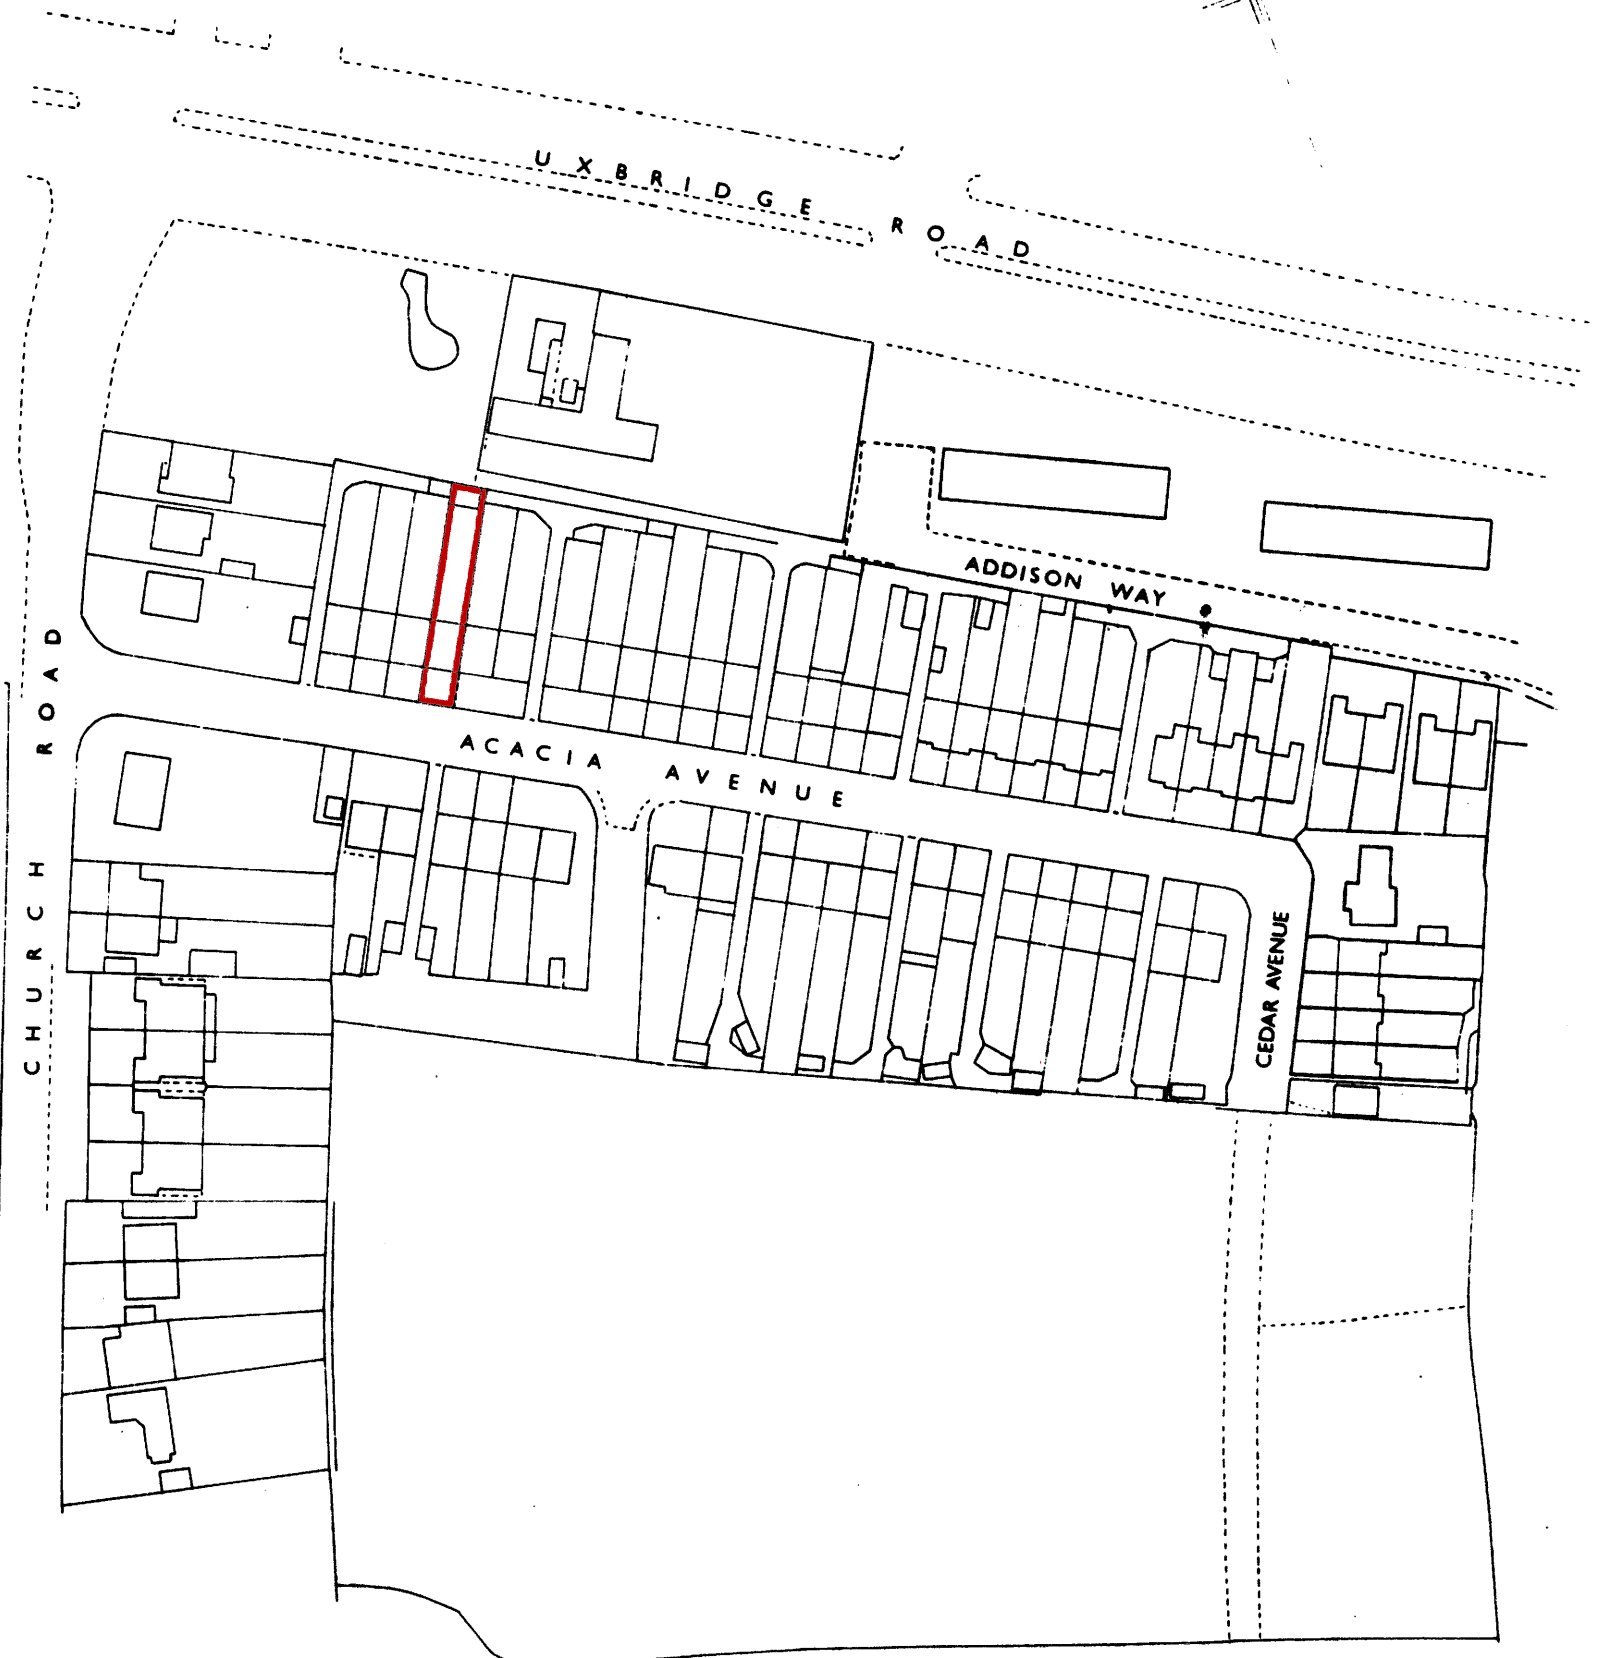 UXBRIDGE ROAD
ADDISON WAY
CHURCH ROAD
ACACIA AVENUE
CEDAR AVENUE